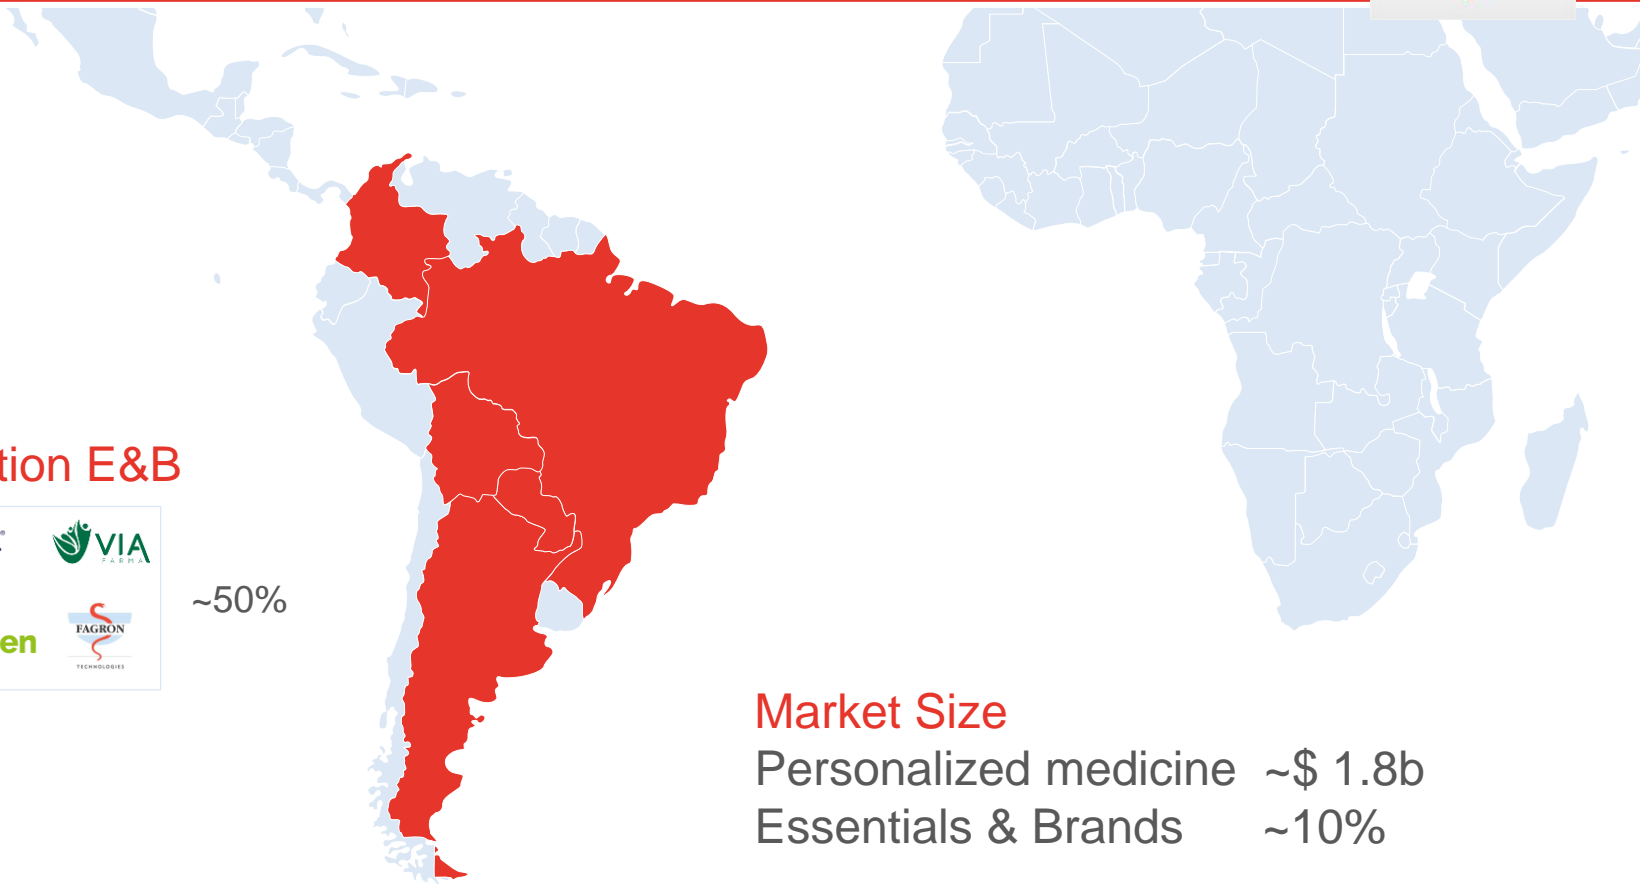 tion E&B
VIA
FARMA
~50%
en
FAGRON
TECHNOLOGIES
Market Size
Personalized medicine ~$ 1.8b
Essentials & Brands ~10%